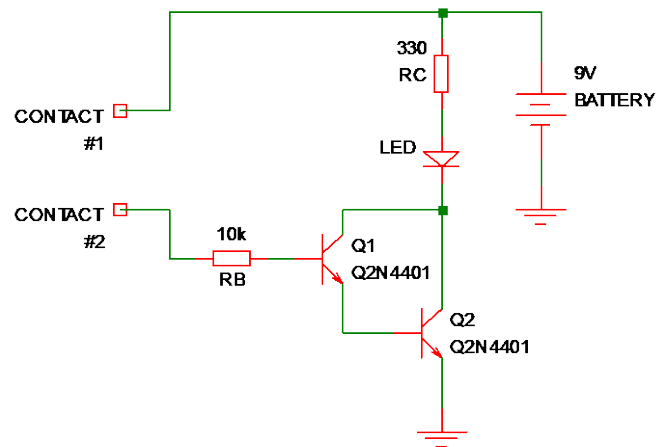 330
RC
9V
BATTERY
CONTACT
#1
LED
CONTACT
#2
10k
RB
Q1
Q2N4401
Q2
Q2N4401